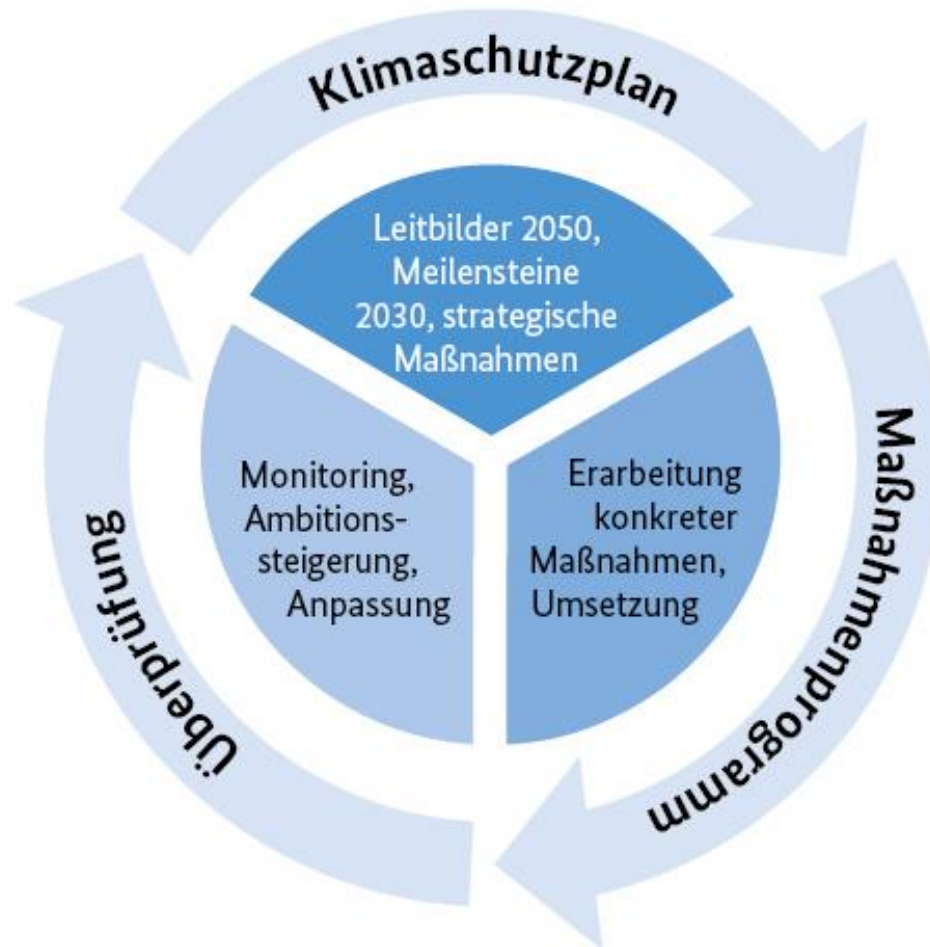 Klimaschutzplan
Leitbilder 2050,
Meilensteine
2030, strategische
Maßnahmen
Maßnahmenprogramm
Erarbeitung
konkreter
Maßnahmen,
Umsetzung
Überprüfung
Monitoring,
Ambitions-
steigerung,
Anpassung